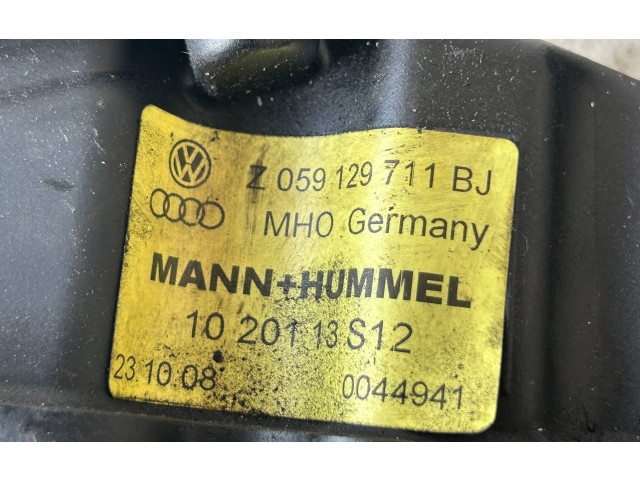 Z 059 129 711 BJ
MHO Germany
MANN+HUMMEL
10 201 13 S12
23.10.08 0044941